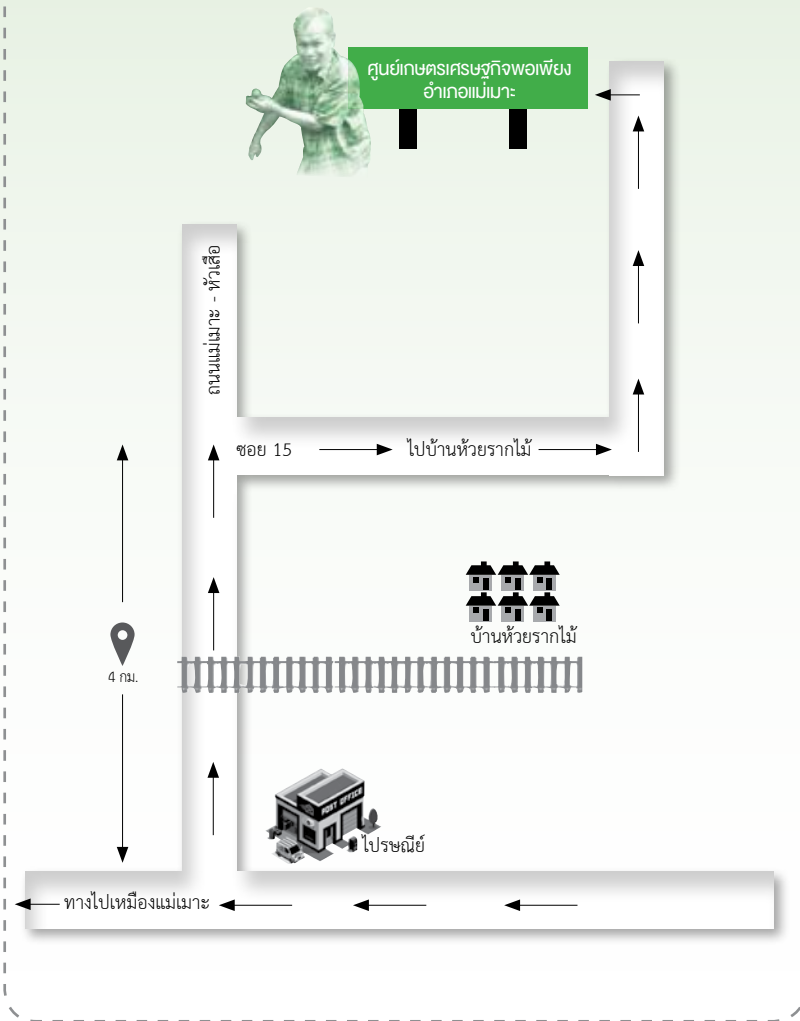 ศูนย์เกษตรเศรษฐกิจพอเพียง
อำเภอแม่เมาะ
ถนนแม่เมาะ - หัวเสือ
ซอย 15
ไปบ้านห้วยรากไม้
บ้านห้วยรากไม้
4 กม.
POST OFFICE
ไปรษณีย์
ทางไปเหมืองแม่เมาะ